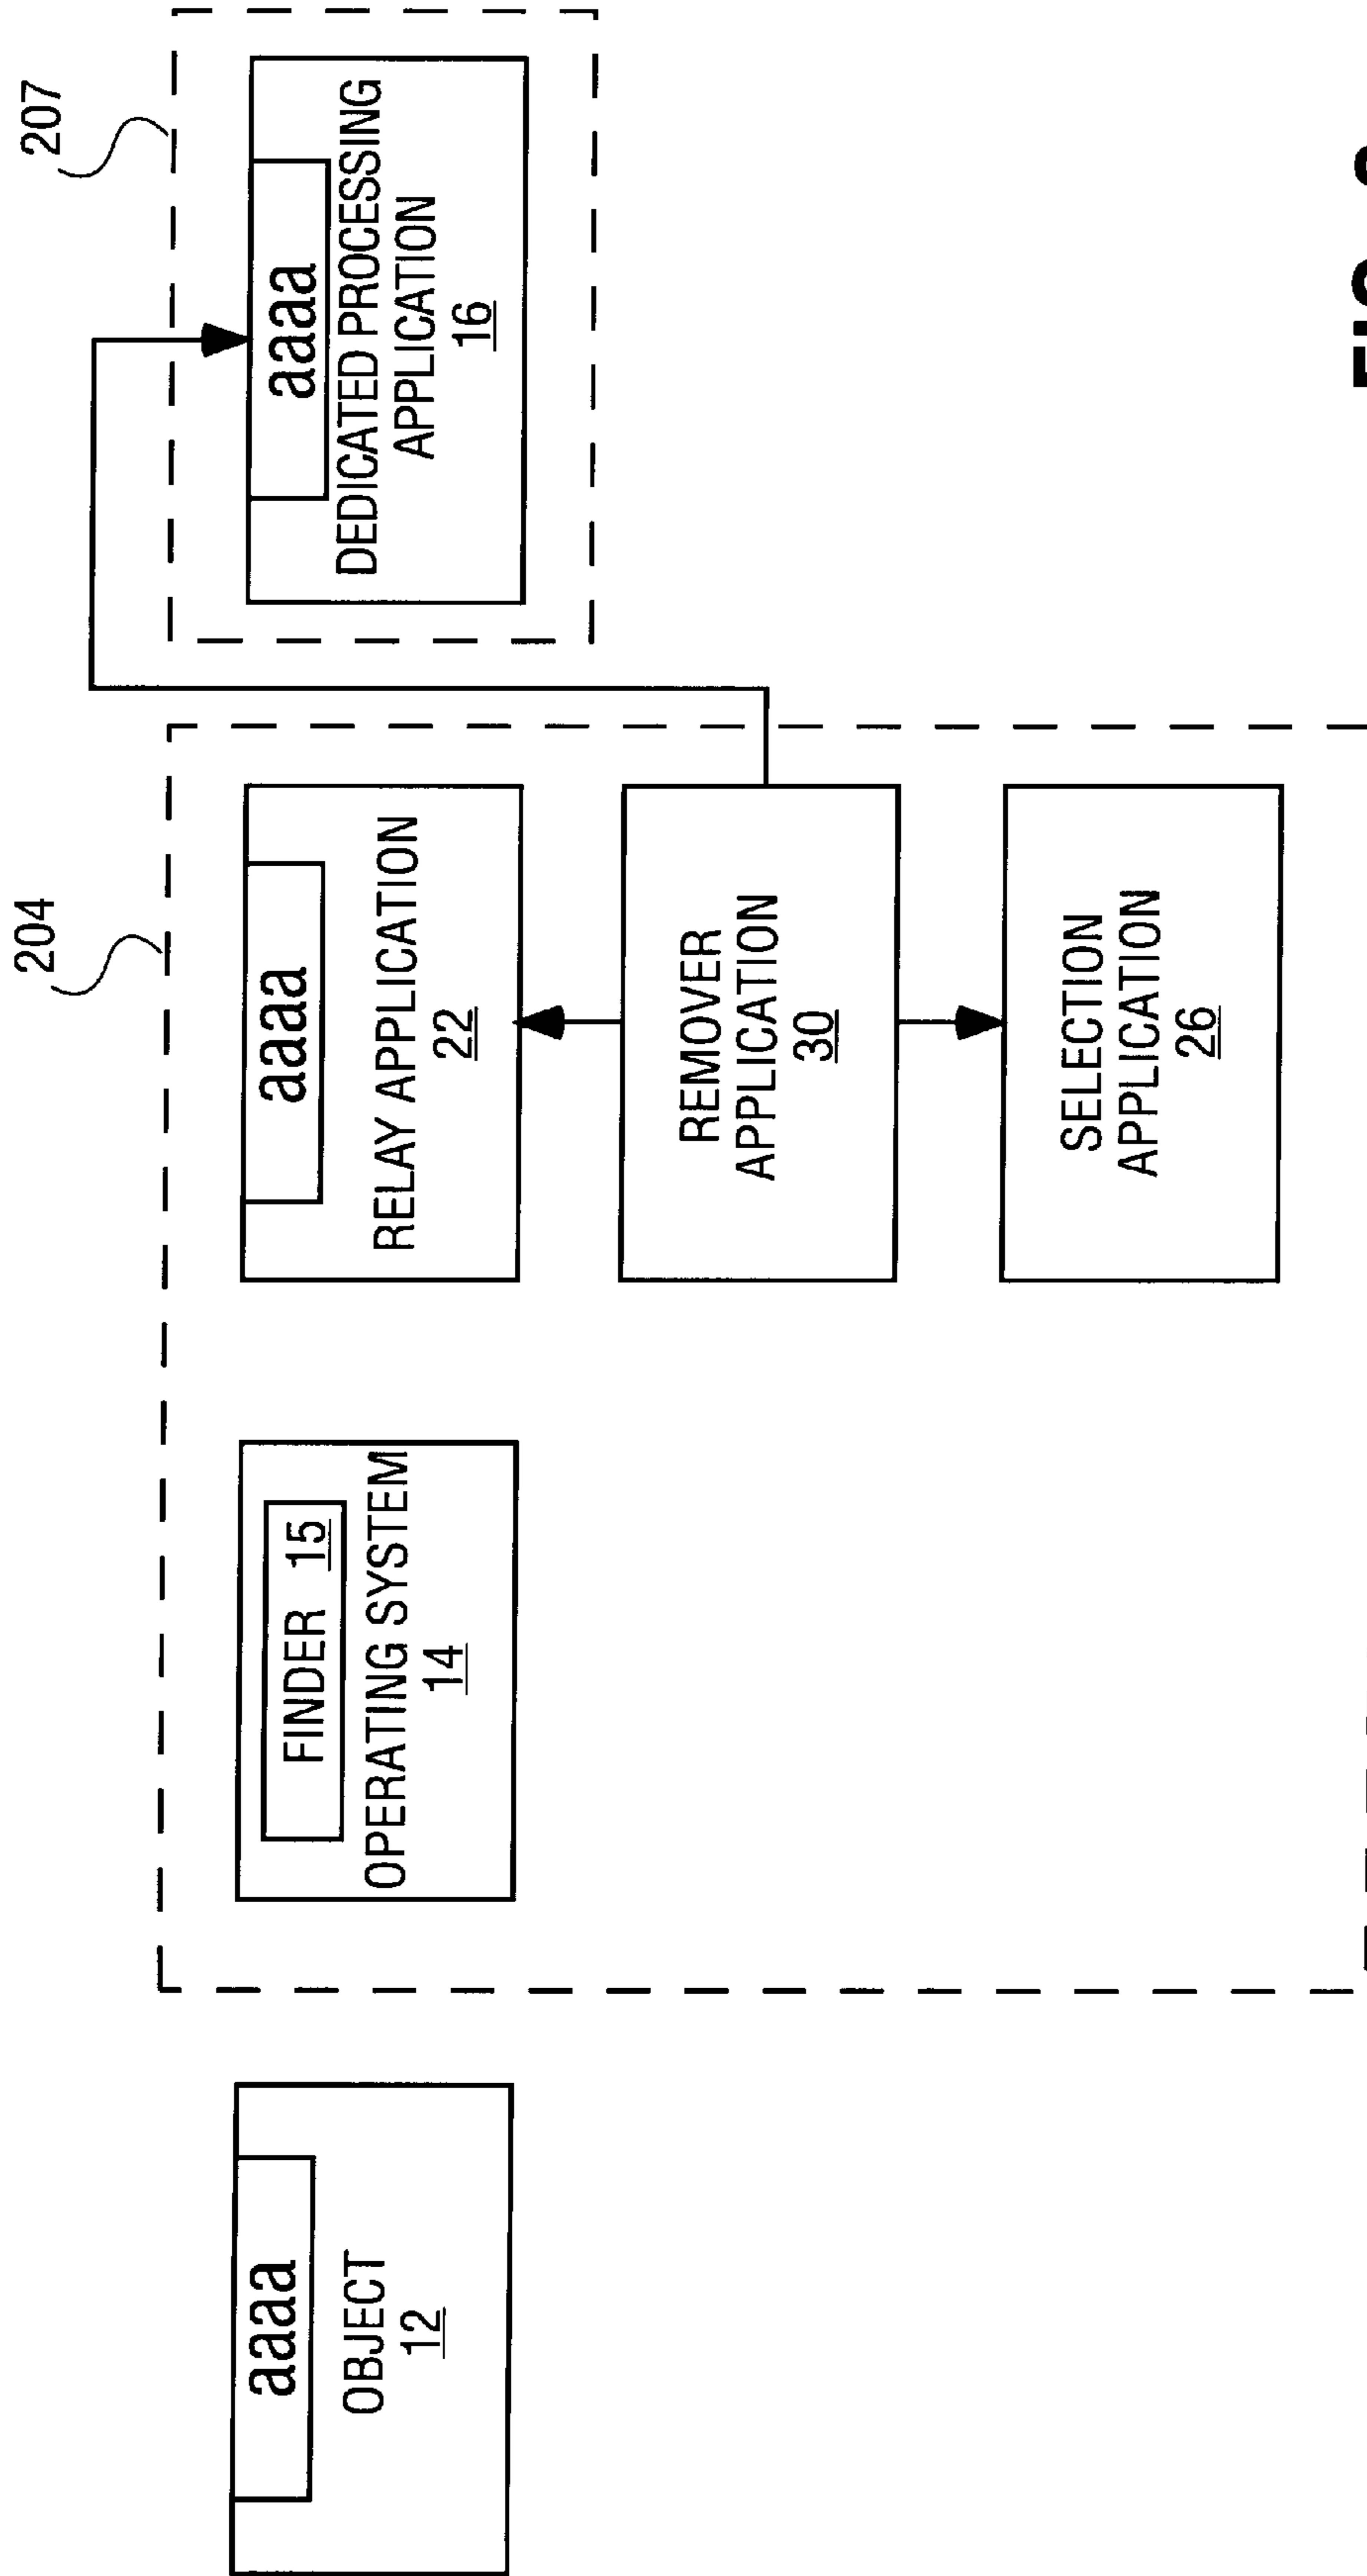 204
207
aaaa
OBJECT
12
FINDER 15
OPERATING SYSTEM
14
aaaa
RELAY APPLICATION
22
REMOVER
APPLICATION
30
SELECTION
APPLICATION
26
aaaa
DEDICATED PROCESSING
APPLICATION
16
FIG